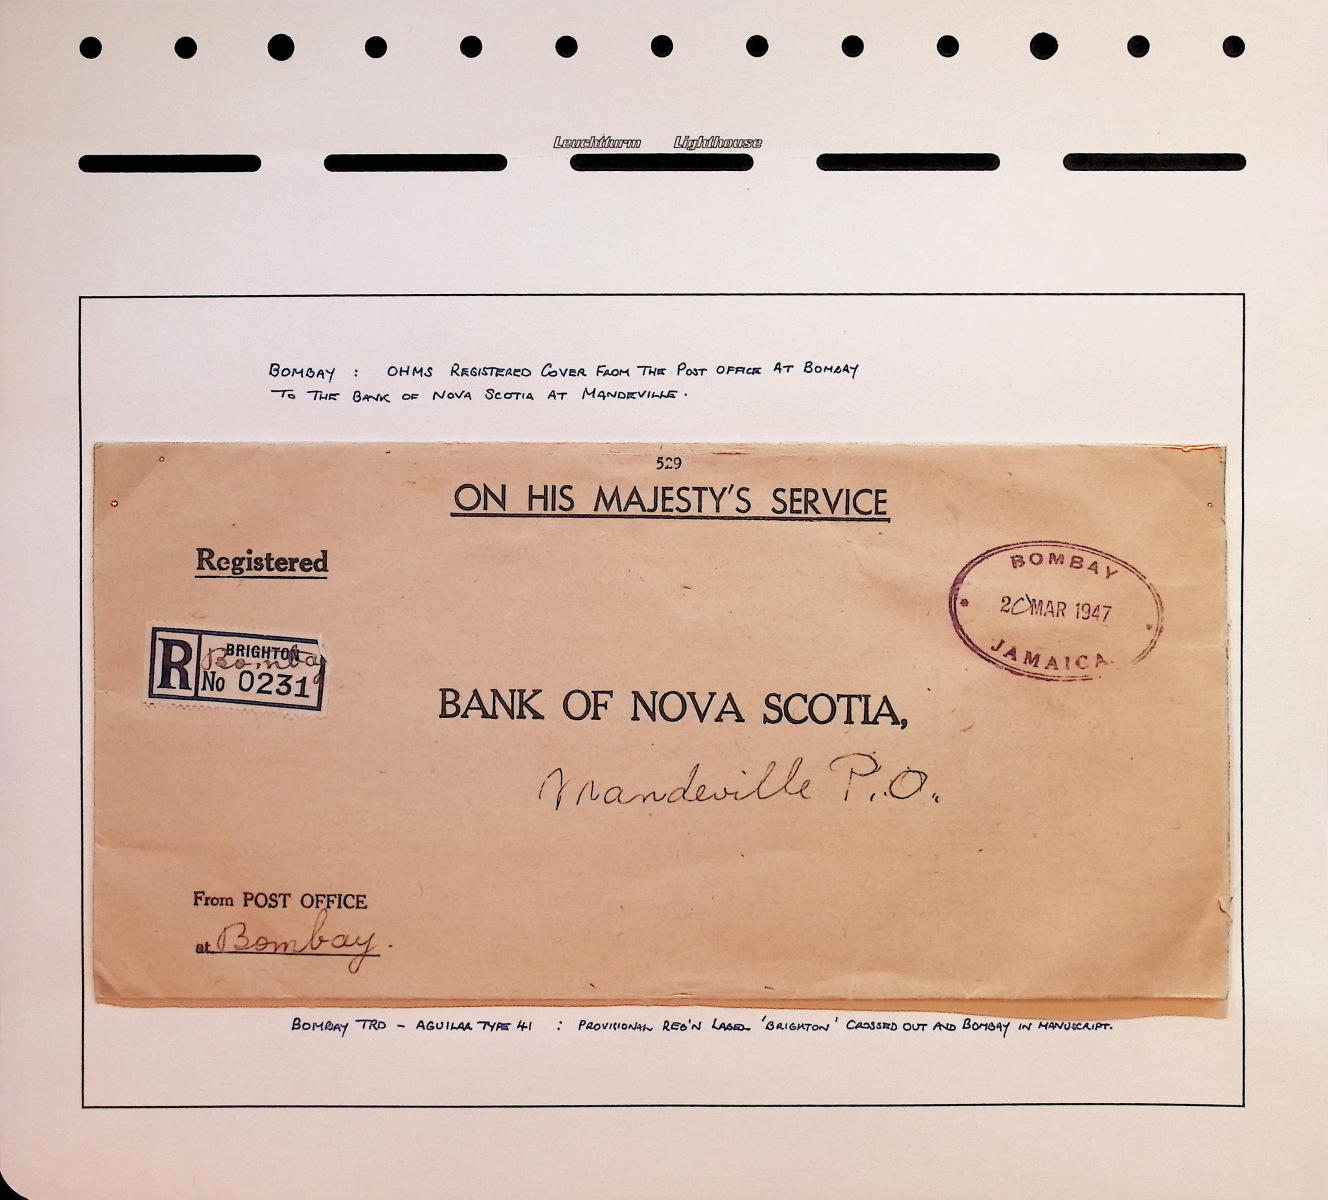 Leuchtturm Lighthouse
BOMBAY : OHMS REGISTERED COVER FROM THE POST OFFICE AT BOMBAY
TO THE BANK OF NOVA SCOTIA AT MANDEVILLE.
529
ON HIS MAJESTY'S SERVICE
Registered
BOMBAY
20 MAR 1947
JAMAICA
R
BRIGHTON
Bombay
No 0231
BANK OF NOVA SCOTIA,
Mandeville P.O.
From POST OFFICE
at Bombay.
BOMBAY TRD - AGUILAR TYPE 41 : PROVISIONAL REG'N LABEL 'BRIGHTON' CROSSED OUT AND BOMBAY IN MANUSCRIPT.